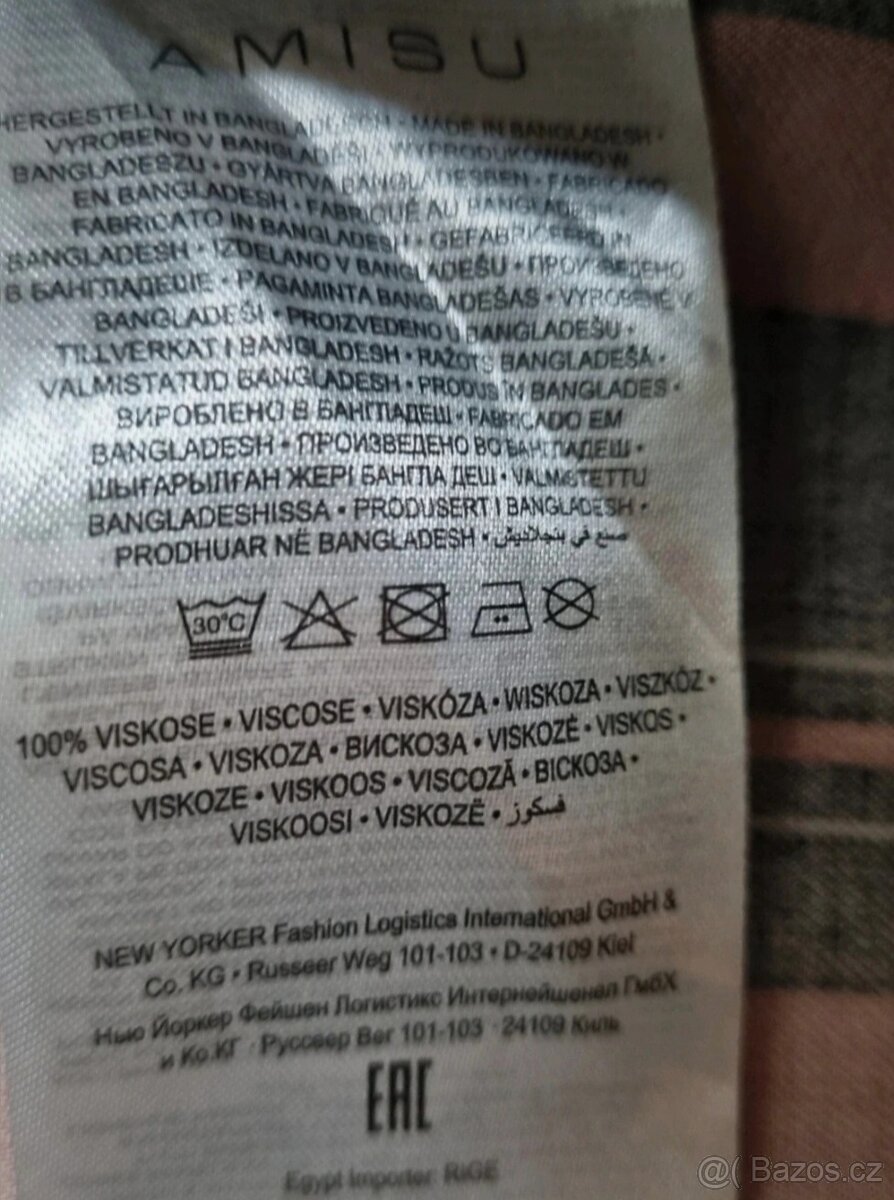 AMISU
HERGESTELLT IN BANGLADESCH • MADE IN BANGLADESH •
VYROBENO V BANGLADÉŠI • WYPRODUKOWANO W
BANGLADESZU • GYÁRTVA BANGLADESBEN • FABRICADO
EN BANGLADESH • FABRIQUÉ AU BANGLADESH •
FABRICATO IN BANGLADESH • GEFABRICEERD IN
BANGLADESH • IZDELANO V BANGLADEŠU • ПРОИЗВЕДЕНО
В БАНГЛАДЕШЕ • PAGAMINTA BANGLADEŠAS • VYROBENÉ V
BANGLADÉŠI • PROIZVEDENO U BANGLADEŠU •
TILLVERKAT I BANGLADESH • RAŽOTS BANGLADEŠA •
VALMISTATUD BANGLADESH • PRODUS IN BANGLADES •
ВИРОБЛЕНО В БАНГЛАДЕШ • FABRICADO EM
BANGLADESH • ПРОИЗВЕДЕНО ВО БАНГЛАДЕШ •
ШЫҒАРЫЛҒАН ЖЕРІ БАНГЛА ДЕШ • VALMISTETTU
BANGLADESHISSA • PRODUSERT I BANGLADESH •
PRODHUAR NË BANGLADESH • صنع في بنجلاديش
30°C
100% VISKOSE • VISCOSE • VISKÓZA • WISKOZA • VISZKÓZ •
VISCOSA • VISKOZA • ВИСКОЗА • VISKOZĖ • VISKOS •
VISKOZE • VISKOOS • VISCOZĂ • ВІСКОЗА •
VISKOOSI • VISKOZË • فسكوز
NEW YORKER Fashion Logistics International GmbH &
Co. KG • Russeer Weg 101-103 • D-24109 Kiel
Нью Йоркер Фейшен Логистикс Интернейшенал ГмбХ
и Ко.КГ · Руссеер Вег 101-103 · 24109 Киль
EAC
Egypt Importer: RIGE
@( Bazos.cz